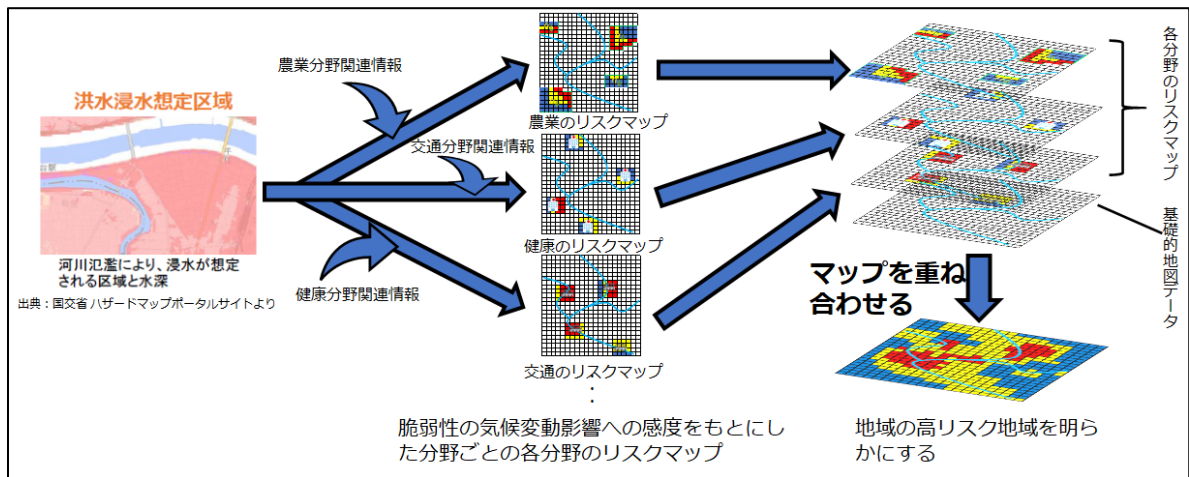 洪水浸水想定区域
河川氾濫により、浸水が想定
される区域と水深
出典:国交省ハザードマップポータルサイトより
農業分野関連情報
交通分野関連情報
健康分野関連情報
農業のリスクマップ
健康のリスクマップ
交通のリスクマップ
：
脆弱性の気候変動影響への感度をもとにし
た分野ごとの各分野のリスクマップ
各分野のリスクマップ
基礎的地図データ
マップを重ね
合わせる
地域の高リスク地域を明ら
かにする